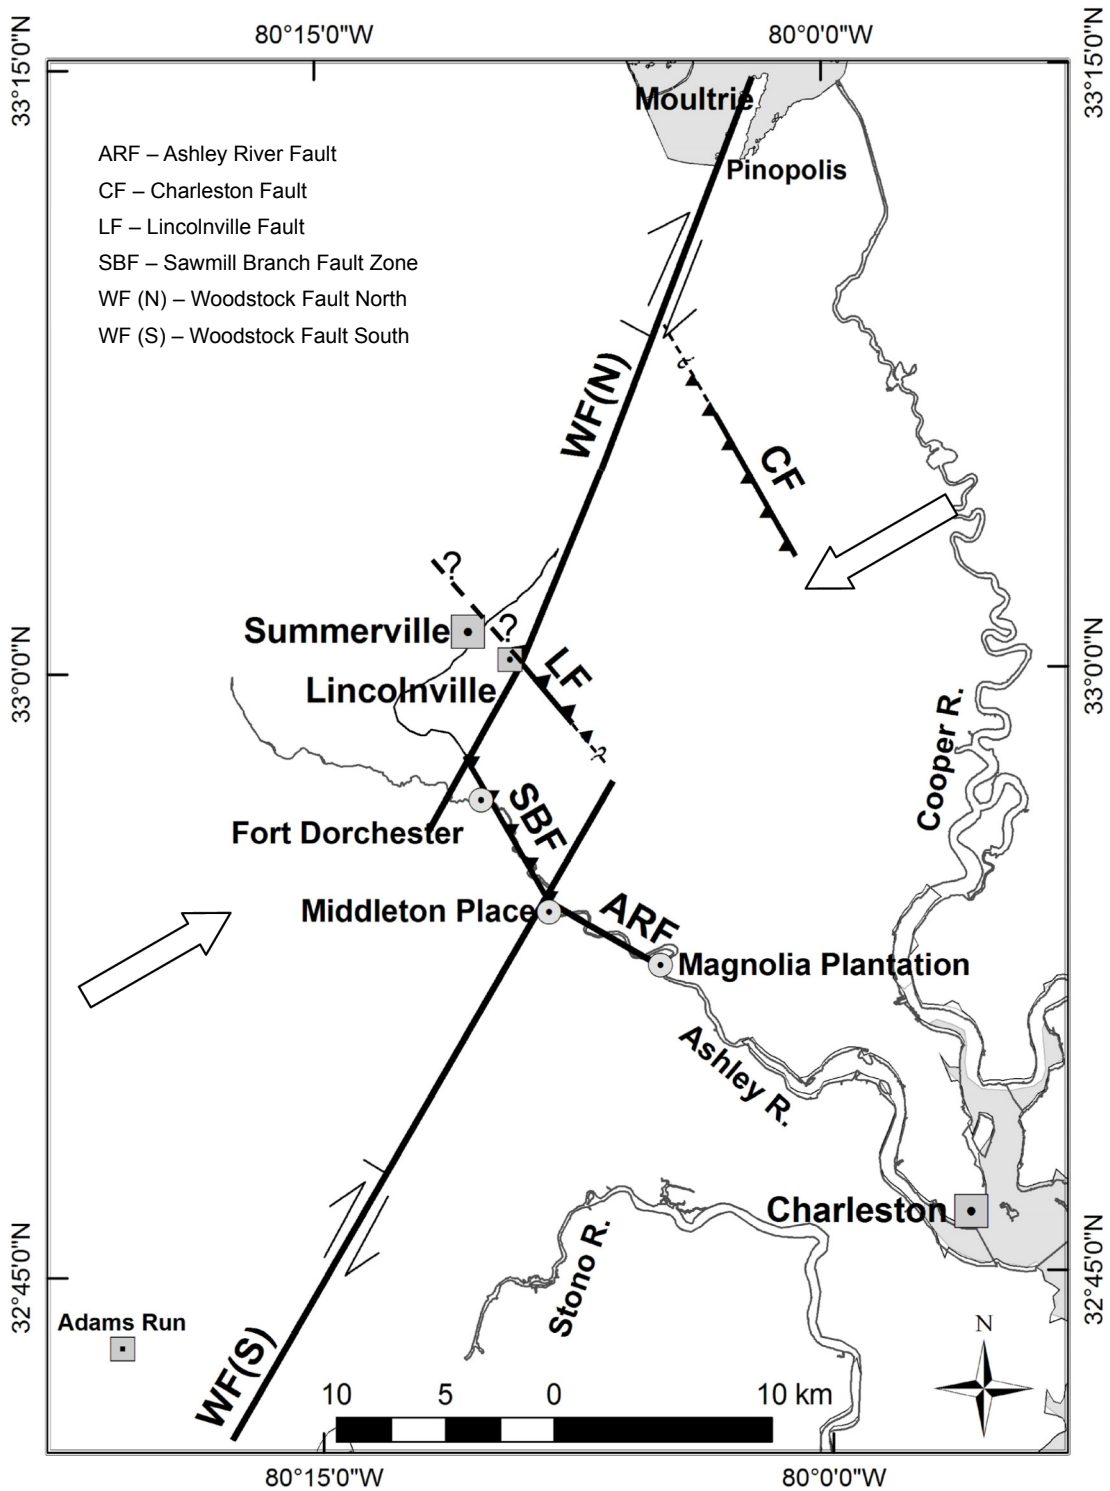 80°15'0"W
80°0'0"W
33°15'0"N
33°15'0"N
Moultrie
ARF – Ashley River Fault
Pinopolis
CF – Charleston Fault
LF – Lincolnville Fault
SBF – Sawmill Branch Fault Zone
WF (N) – Woodstock Fault North
WF (S) – Woodstock Fault South
?
WF(N)
CF
?
?
Summerville
LF
Lincolnville
33°0'0"N
33°0'0"N
?
Cooper R.
SBF
Fort Dorchester
Middleton Place
ARF
Magnolia Plantation
Ashley R.
Charleston
Stono R.
32°45'0"N
32°45'0"N
Adams Run
N
WF(S)
10 5 0 10 km
80°15'0"W
80°0'0"W